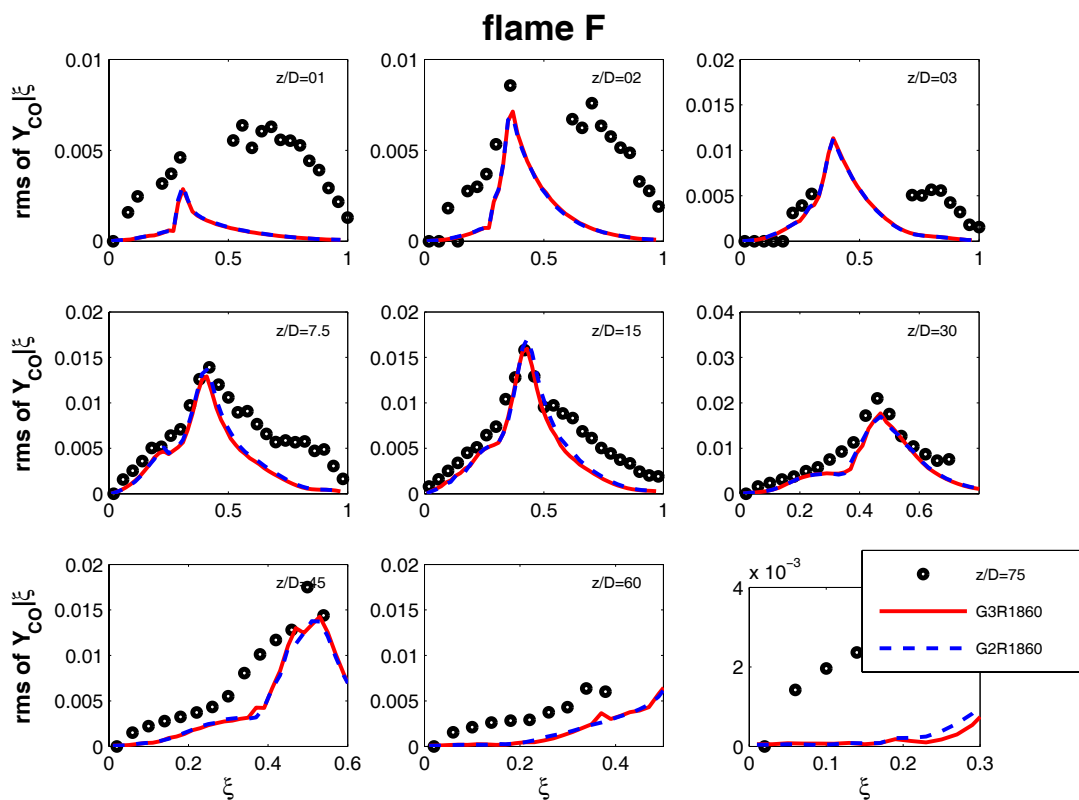 flame F
rms of Y_CO|ξ
0.01
0.005
0
0 0.5 1
z/D=01
0.01
0.005
0
0 0.5 1
z/D=02
0.02
0.015
0.01
0.005
0
0 0.5 1
z/D=03
rms of Y_CO|ξ
0.02
0.015
0.01
0.005
0
0 0.5 1
z/D=7.5
0.02
0.015
0.01
0.005
0
0 0.5 1
z/D=15
0.04
0.03
0.02
0.01
0
0 0.2 0.4 0.6
z/D=30
rms of Y_CO|ξ
0.02
0.015
0.01
0.005
0
0 0.2 0.4 0.6
ξ
z/D=45
0.02
0.015
0.01
0.005
0
0 0.2 0.4
ξ
z/D=60
x 10⁻³
4
2
0
0 0.1 0.2 0.3
ξ
z/D=75
G3R1860
G2R1860